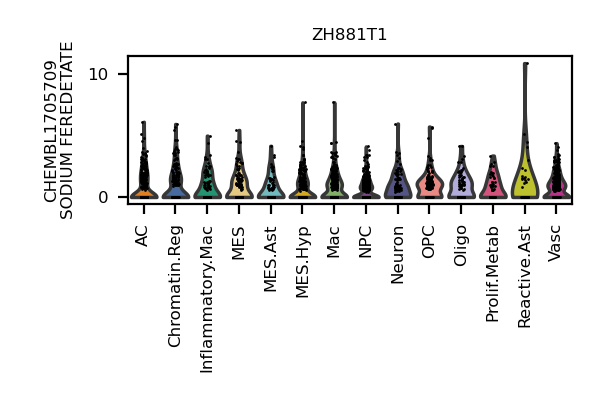 ZH881T1
CHEMBL1705709
SODIUM FEREDETATE
10
0
AC
Chromatin.Reg
Inflammatory.Mac
MES
MES.Ast
MES.Hyp
Mac
NPC
Neuron
OPC
Oligo
Prolif.Metab
Reactive.Ast
Vasc